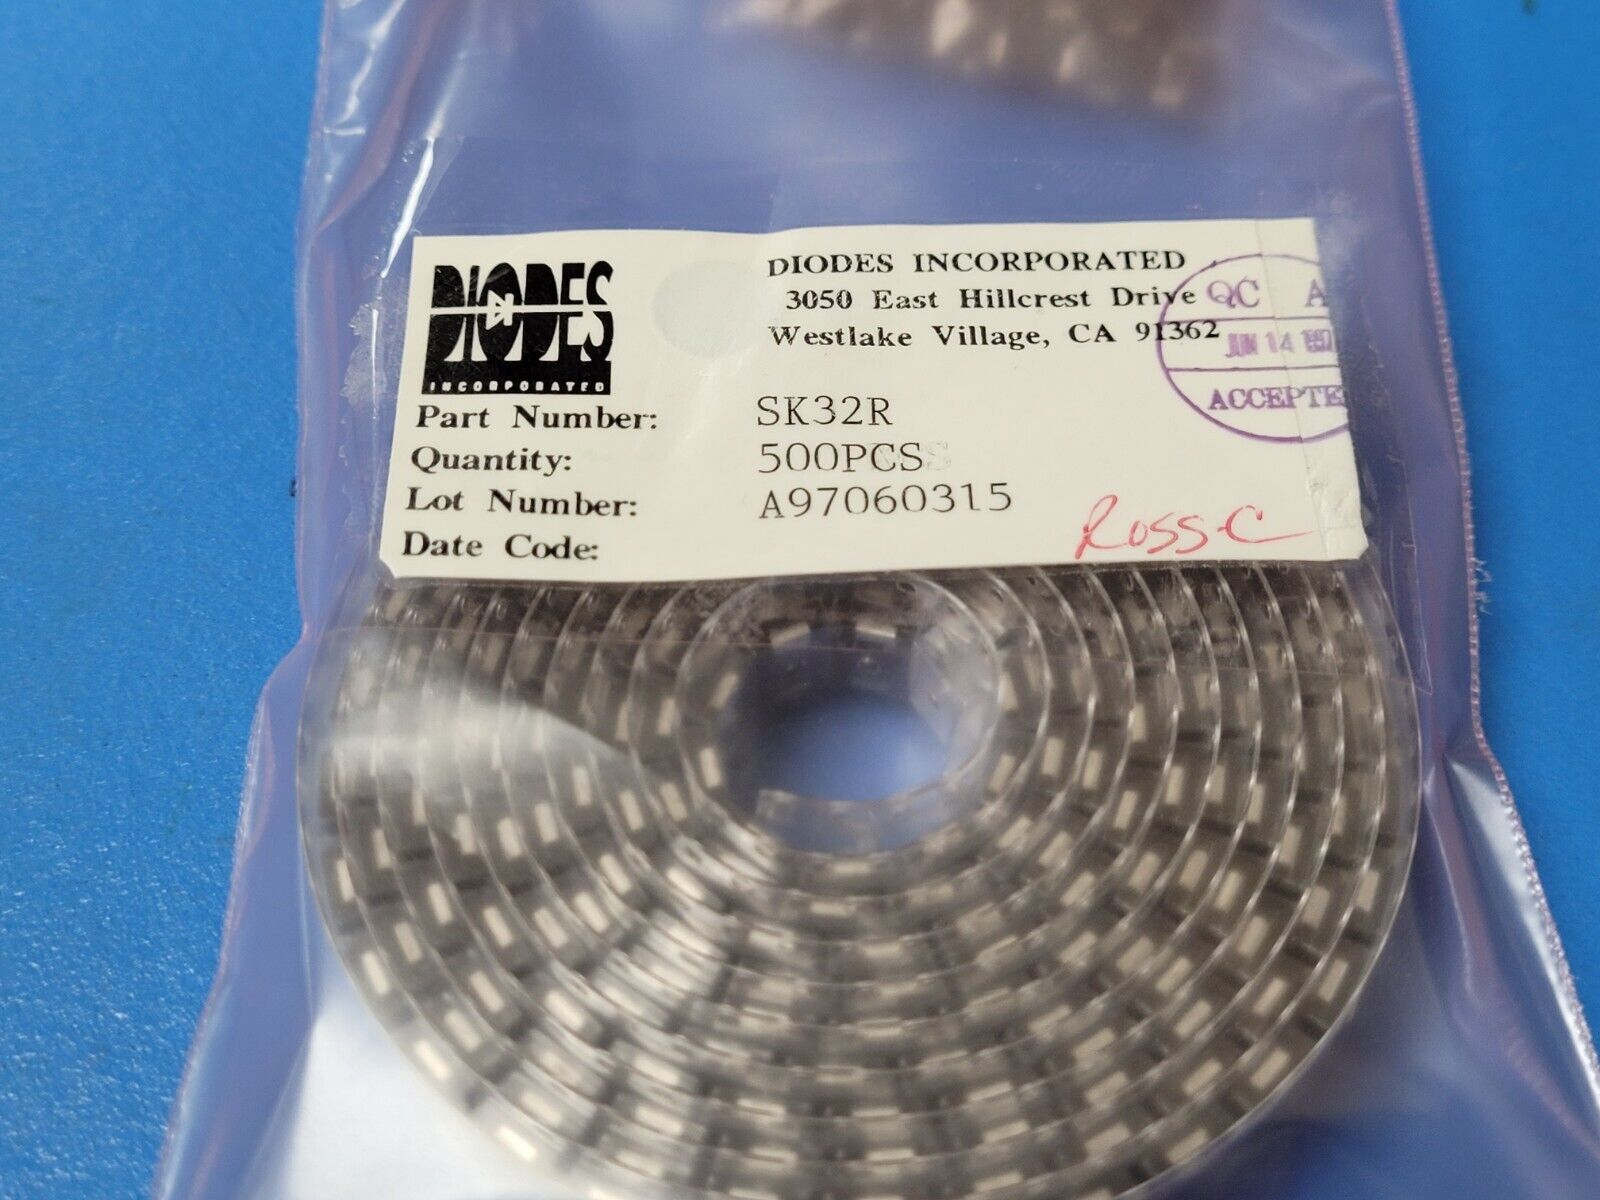 DIODES
INCORPORATED
DIODES INCORPORATED
3050 East Hillcrest Drive
Westlake Village, CA 91362
QC A
JUN 14 1997
ACCEPTE
Part Number: SK32R
Quantity: 500PCS
Lot Number: A97060315
Date Code:
Ross-C